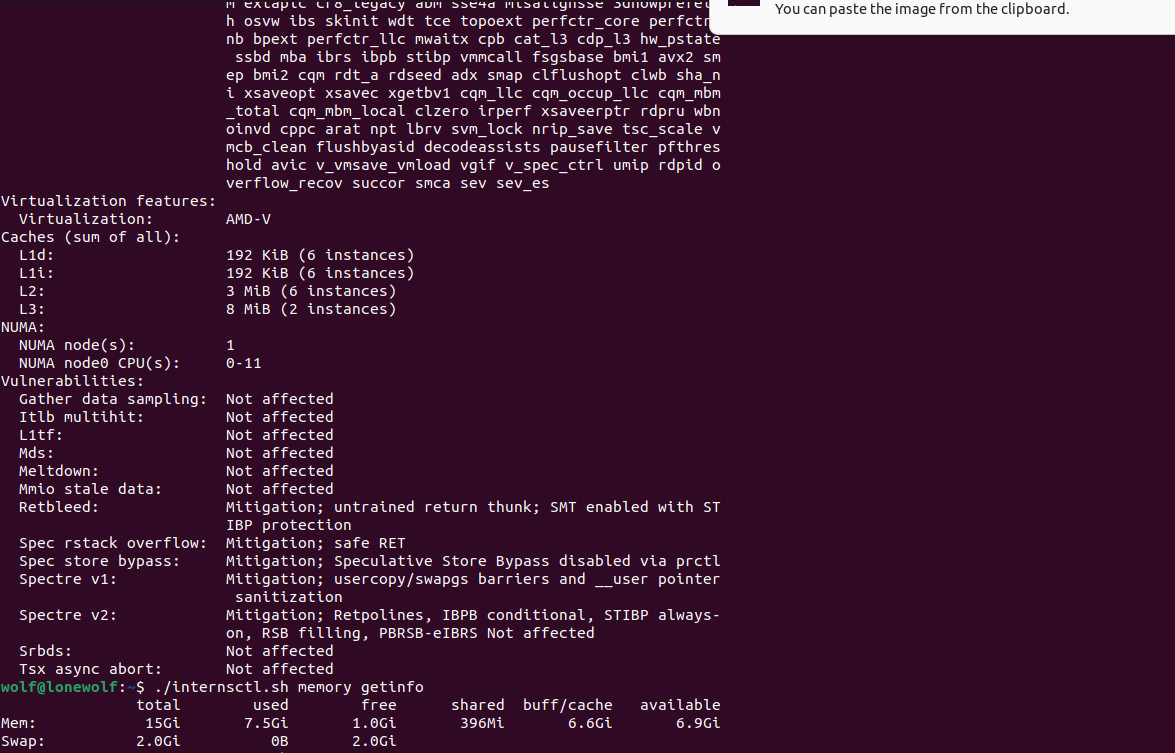 You can paste the image from the clipboard.
m extapic cr8_legacy abm sse4a misalignsse 3dnowprefetc
h osvw ibs skinit wdt tce topoext perfctr_core perfctr_
nb bpext perfctr_llc mwaitx cpb cat_l3 cdp_l3 hw_pstate
 ssbd mba ibrs ibpb stibp vmmcall fsgsbase bmi1 avx2 sm
ep bmi2 cqm rdt_a rdseed adx smap clflushopt clwb sha_n
i xsaveopt xsavec xgetbv1 cqm_llc cqm_occup_llc cqm_mbm
_total cqm_mbm_local clzero irperf xsaveerptr rdpru wbn
oinvd cppc arat npt lbrv svm_lock nrip_save tsc_scale v
mcb_clean flushbyasid decodeassists pausefilter pfthres
hold avic v_vmsave_vmload vgif v_spec_ctrl umip rdpid o
verflow_recov succor smca sev sev_es
Virtualization features:
  Virtualization:        AMD-V
Caches (sum of all):
  L1d:                   192 KiB (6 instances)
  L1i:                   192 KiB (6 instances)
  L2:                    3 MiB (6 instances)
  L3:                    8 MiB (2 instances)
NUMA:
  NUMA node(s):          1
  NUMA node0 CPU(s):     0-11
Vulnerabilities:
  Gather data sampling:  Not affected
  Itlb multihit:         Not affected
  L1tf:                  Not affected
  Mds:                   Not affected
  Meltdown:              Not affected
  Mmio stale data:       Not affected
  Retbleed:              Mitigation; untrained return thunk; SMT enabled with ST
                         IBP protection
  Spec rstack overflow:  Mitigation; safe RET
  Spec store bypass:     Mitigation; Speculative Store Bypass disabled via prctl
  Spectre v1:            Mitigation; usercopy/swapgs barriers and __user pointer
                          sanitization
  Spectre v2:            Mitigation; Retpolines, IBPB conditional, STIBP always-
                         on, RSB filling, PBRSB-eIBRS Not affected
  Srbds:                 Not affected
  Tsx async abort:       Not affected
wolf@lonewolf:~$ ./internsctl.sh memory getinfo
               total        used        free      shared  buff/cache   available
Mem:            15Gi       7.5Gi       1.0Gi       396Mi       6.6Gi       6.9Gi
Swap:          2.0Gi          0B       2.0Gi